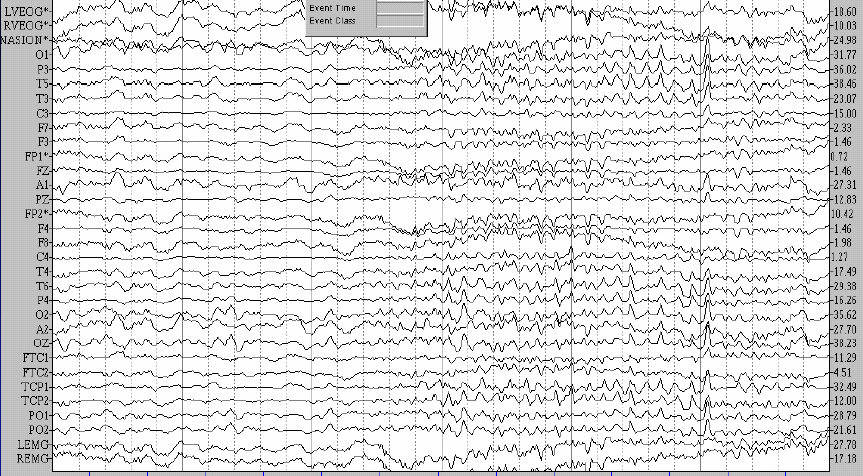 Event Time
Event Class
LVEOG* 10.60
RVEOG* 10.03
NASION* 24.98
O1 31.77
P3 36.02
T5 38.46
T3 23.07
C3 15.00
F7 2.33
F3 1.46
FP1* 0.72
FZ 1.46
A1 27.31
PZ 12.83
FP2* 10.42
F4 1.46
F8 1.98
C4 1.27
T4 17.49
T6 29.38
P4 16.26
O2 35.62
A2 27.70
OZ 38.23
FTC1 11.29
FTC2 4.51
TCP1 32.49
TCP2 12.00
PO1 28.79
PO2 21.61
LEMG 27.78
REMG 17.18